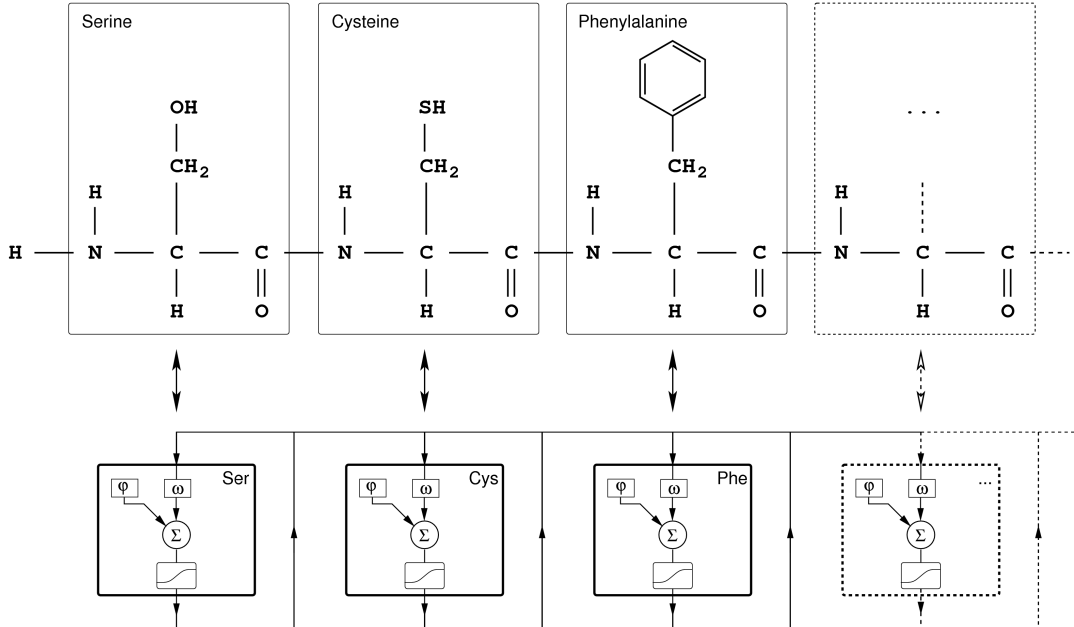 Serine Cysteine Phenylalanine
OH SH ...
CH2 CH2 CH2
H H H H
H N C C N C C N C C N C C
H O H O H O H O
Ser Cys Phe ...
φ ω φ ω φ ω φ ω
Σ Σ Σ Σ